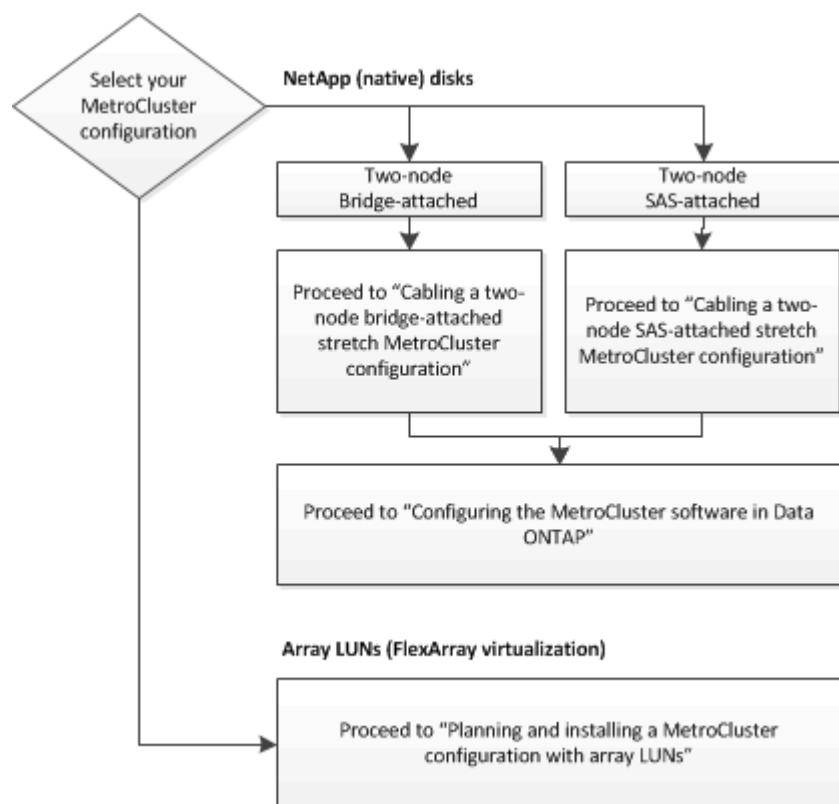 Select your
MetroCluster
configuration
NetApp (native) disks
Two-node
Bridge-attached
Two-node
SAS-attached
Proceed to “Cabling a two-
node bridge-attached
stretch MetroCluster
configuration”
Proceed to “Cabling a two-
node SAS-attached stretch
MetroCluster configuration”
Proceed to “Configuring the MetroCluster software in Data
ONTAP”
Array LUNs (FlexArray virtualization)
Proceed to “Planning and installing a MetroCluster
configuration with array LUNs”